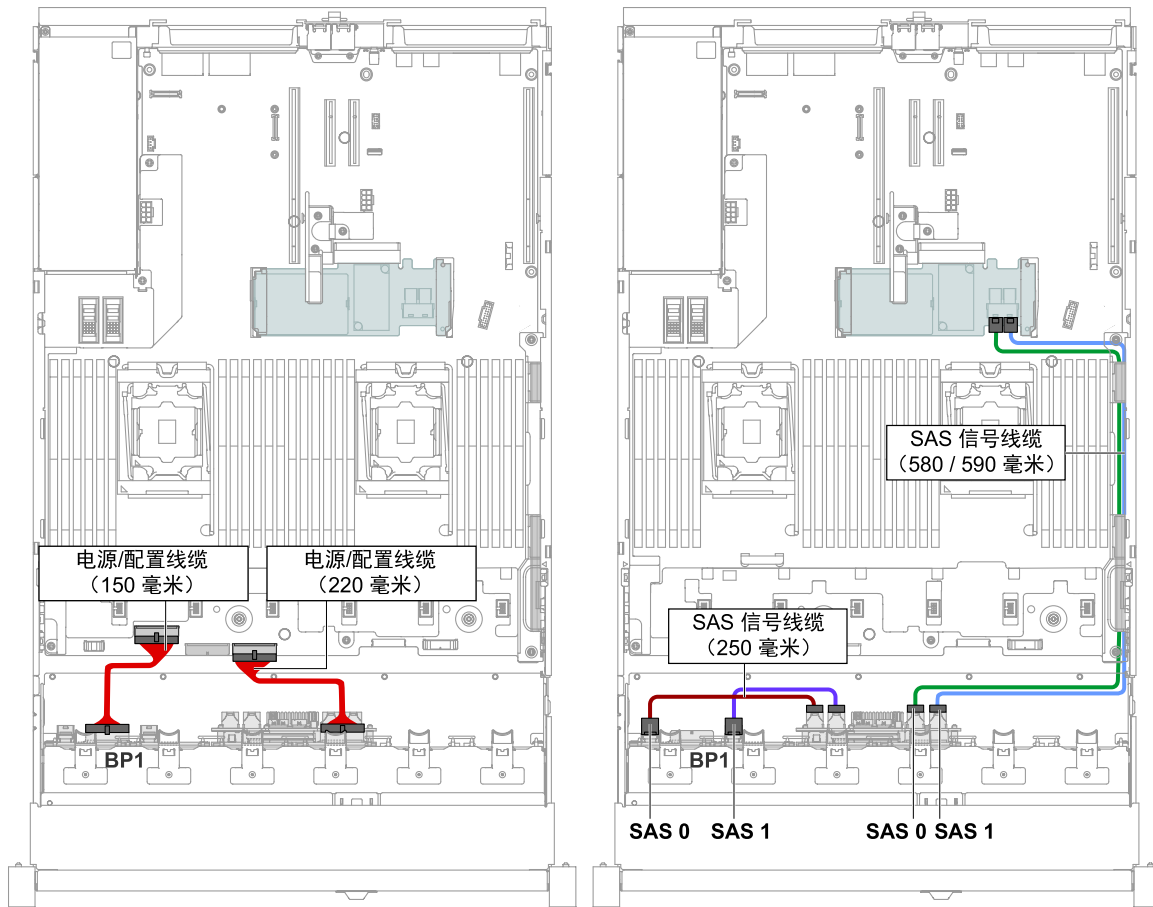 电源/配置线缆
（150 毫米）
电源/配置线缆
（220 毫米）
BP1
SAS 信号线缆
（580 / 590 毫米）
SAS 信号线缆
（250 毫米）
BP1
SAS 0
SAS 1
SAS 0
SAS 1